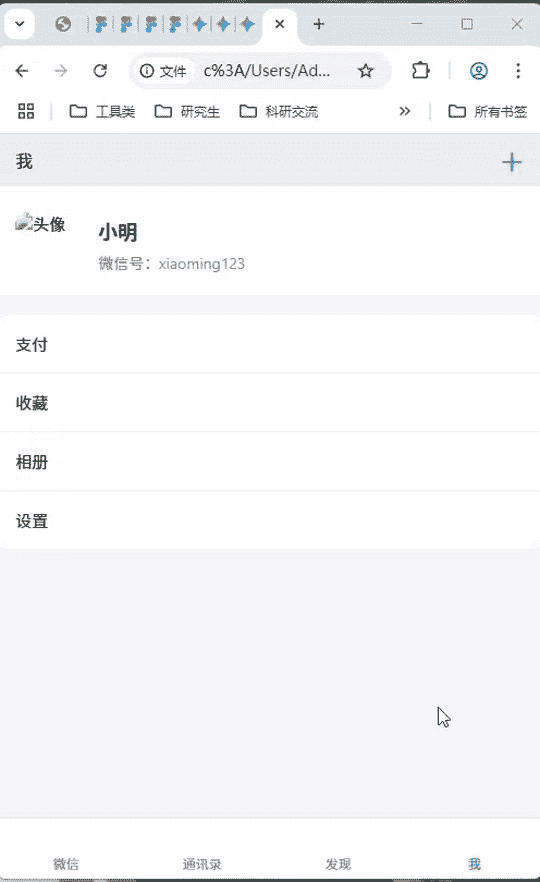 文件 c%3A/Users/Ad...
工具类 研究生 科研交流 » 所有书签
我
头像
小明
微信号：xiaoming123
支付
收藏
相册
设置
微信 通讯录 发现 我